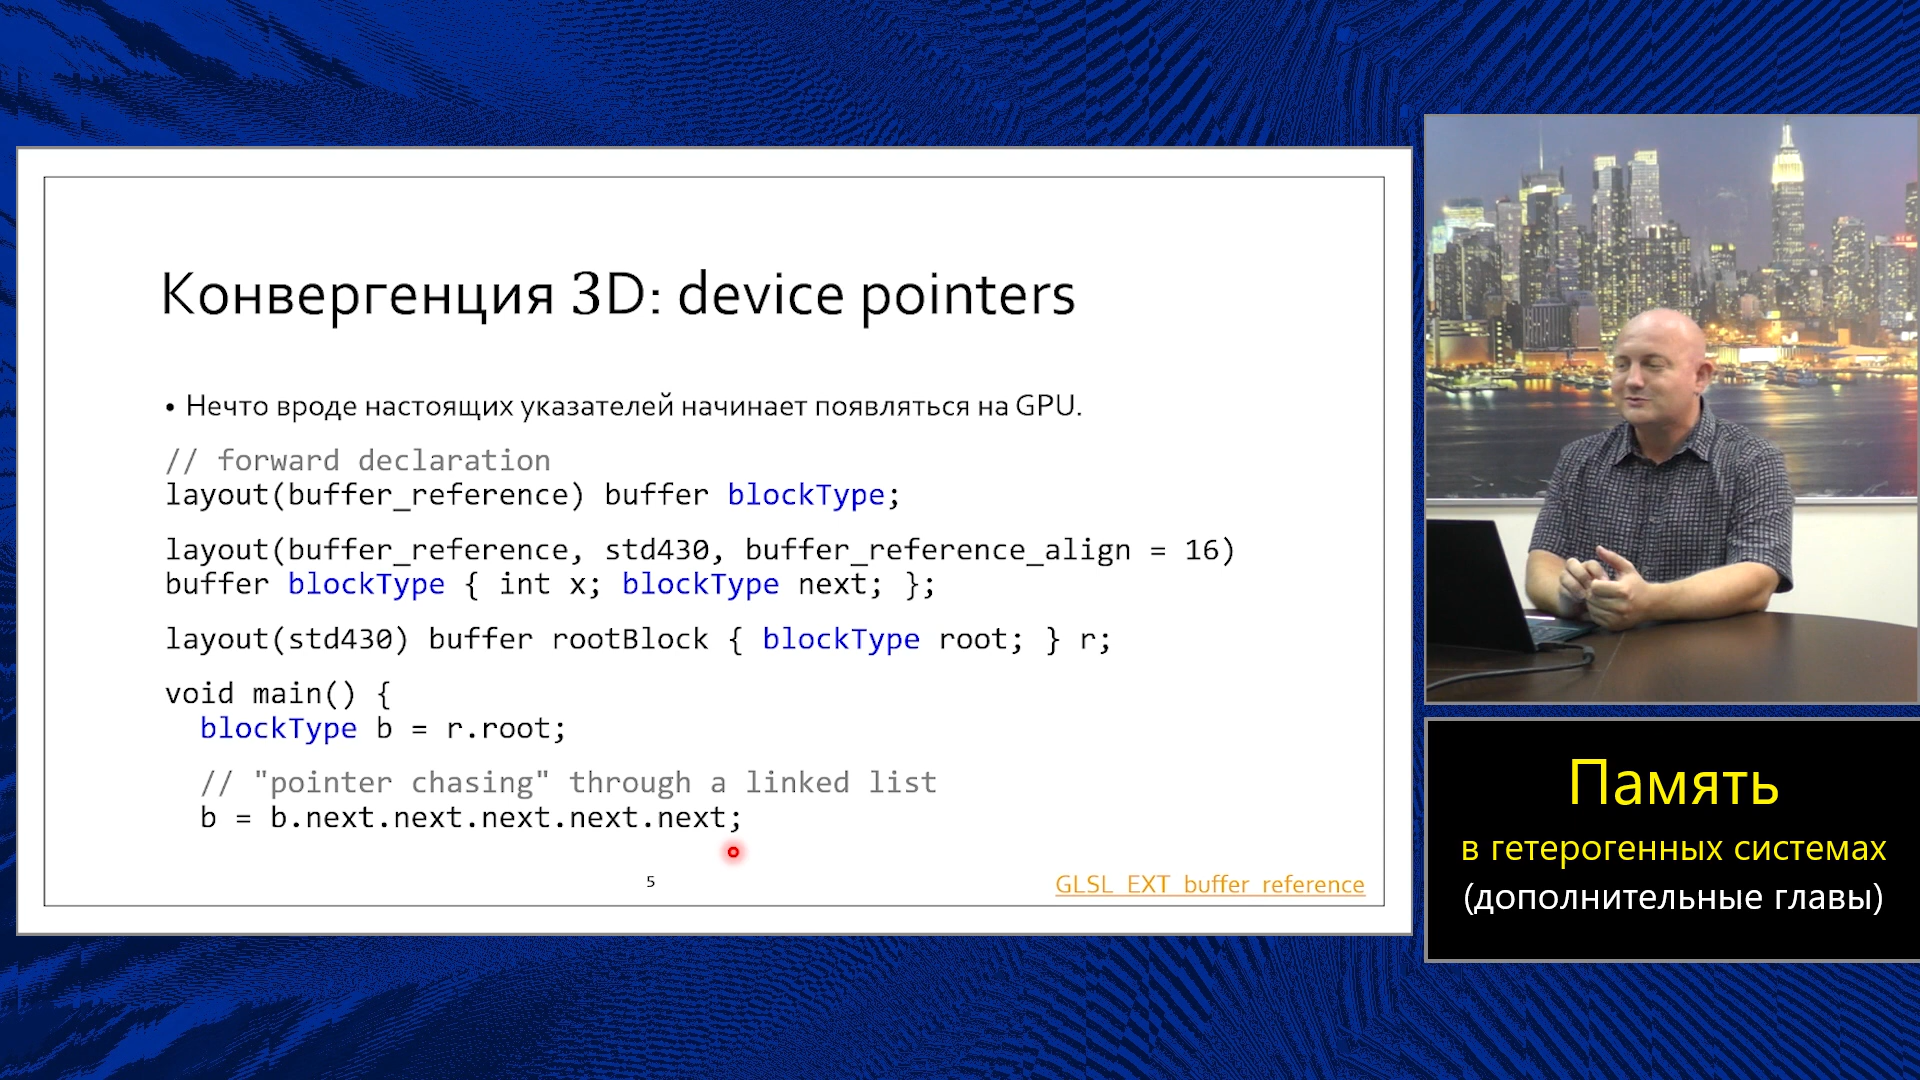 Конвергенция 3D: device pointers
• Нечто вроде настоящих указателей начинает появляться на GPU.
// forward declaration
layout(buffer_reference) buffer blockType;
layout(buffer_reference, std430, buffer_reference_align = 16)
buffer blockType { int x; blockType next; };
layout(std430) buffer rootBlock { blockType root; } r;
void main() {
blockType b = r.root;
// "pointer chasing" through a linked list
b = b.next.next.next.next.next;
5
GLSL_EXT_buffer_reference
Память
в гетерогенных системах
(дополнительные главы)